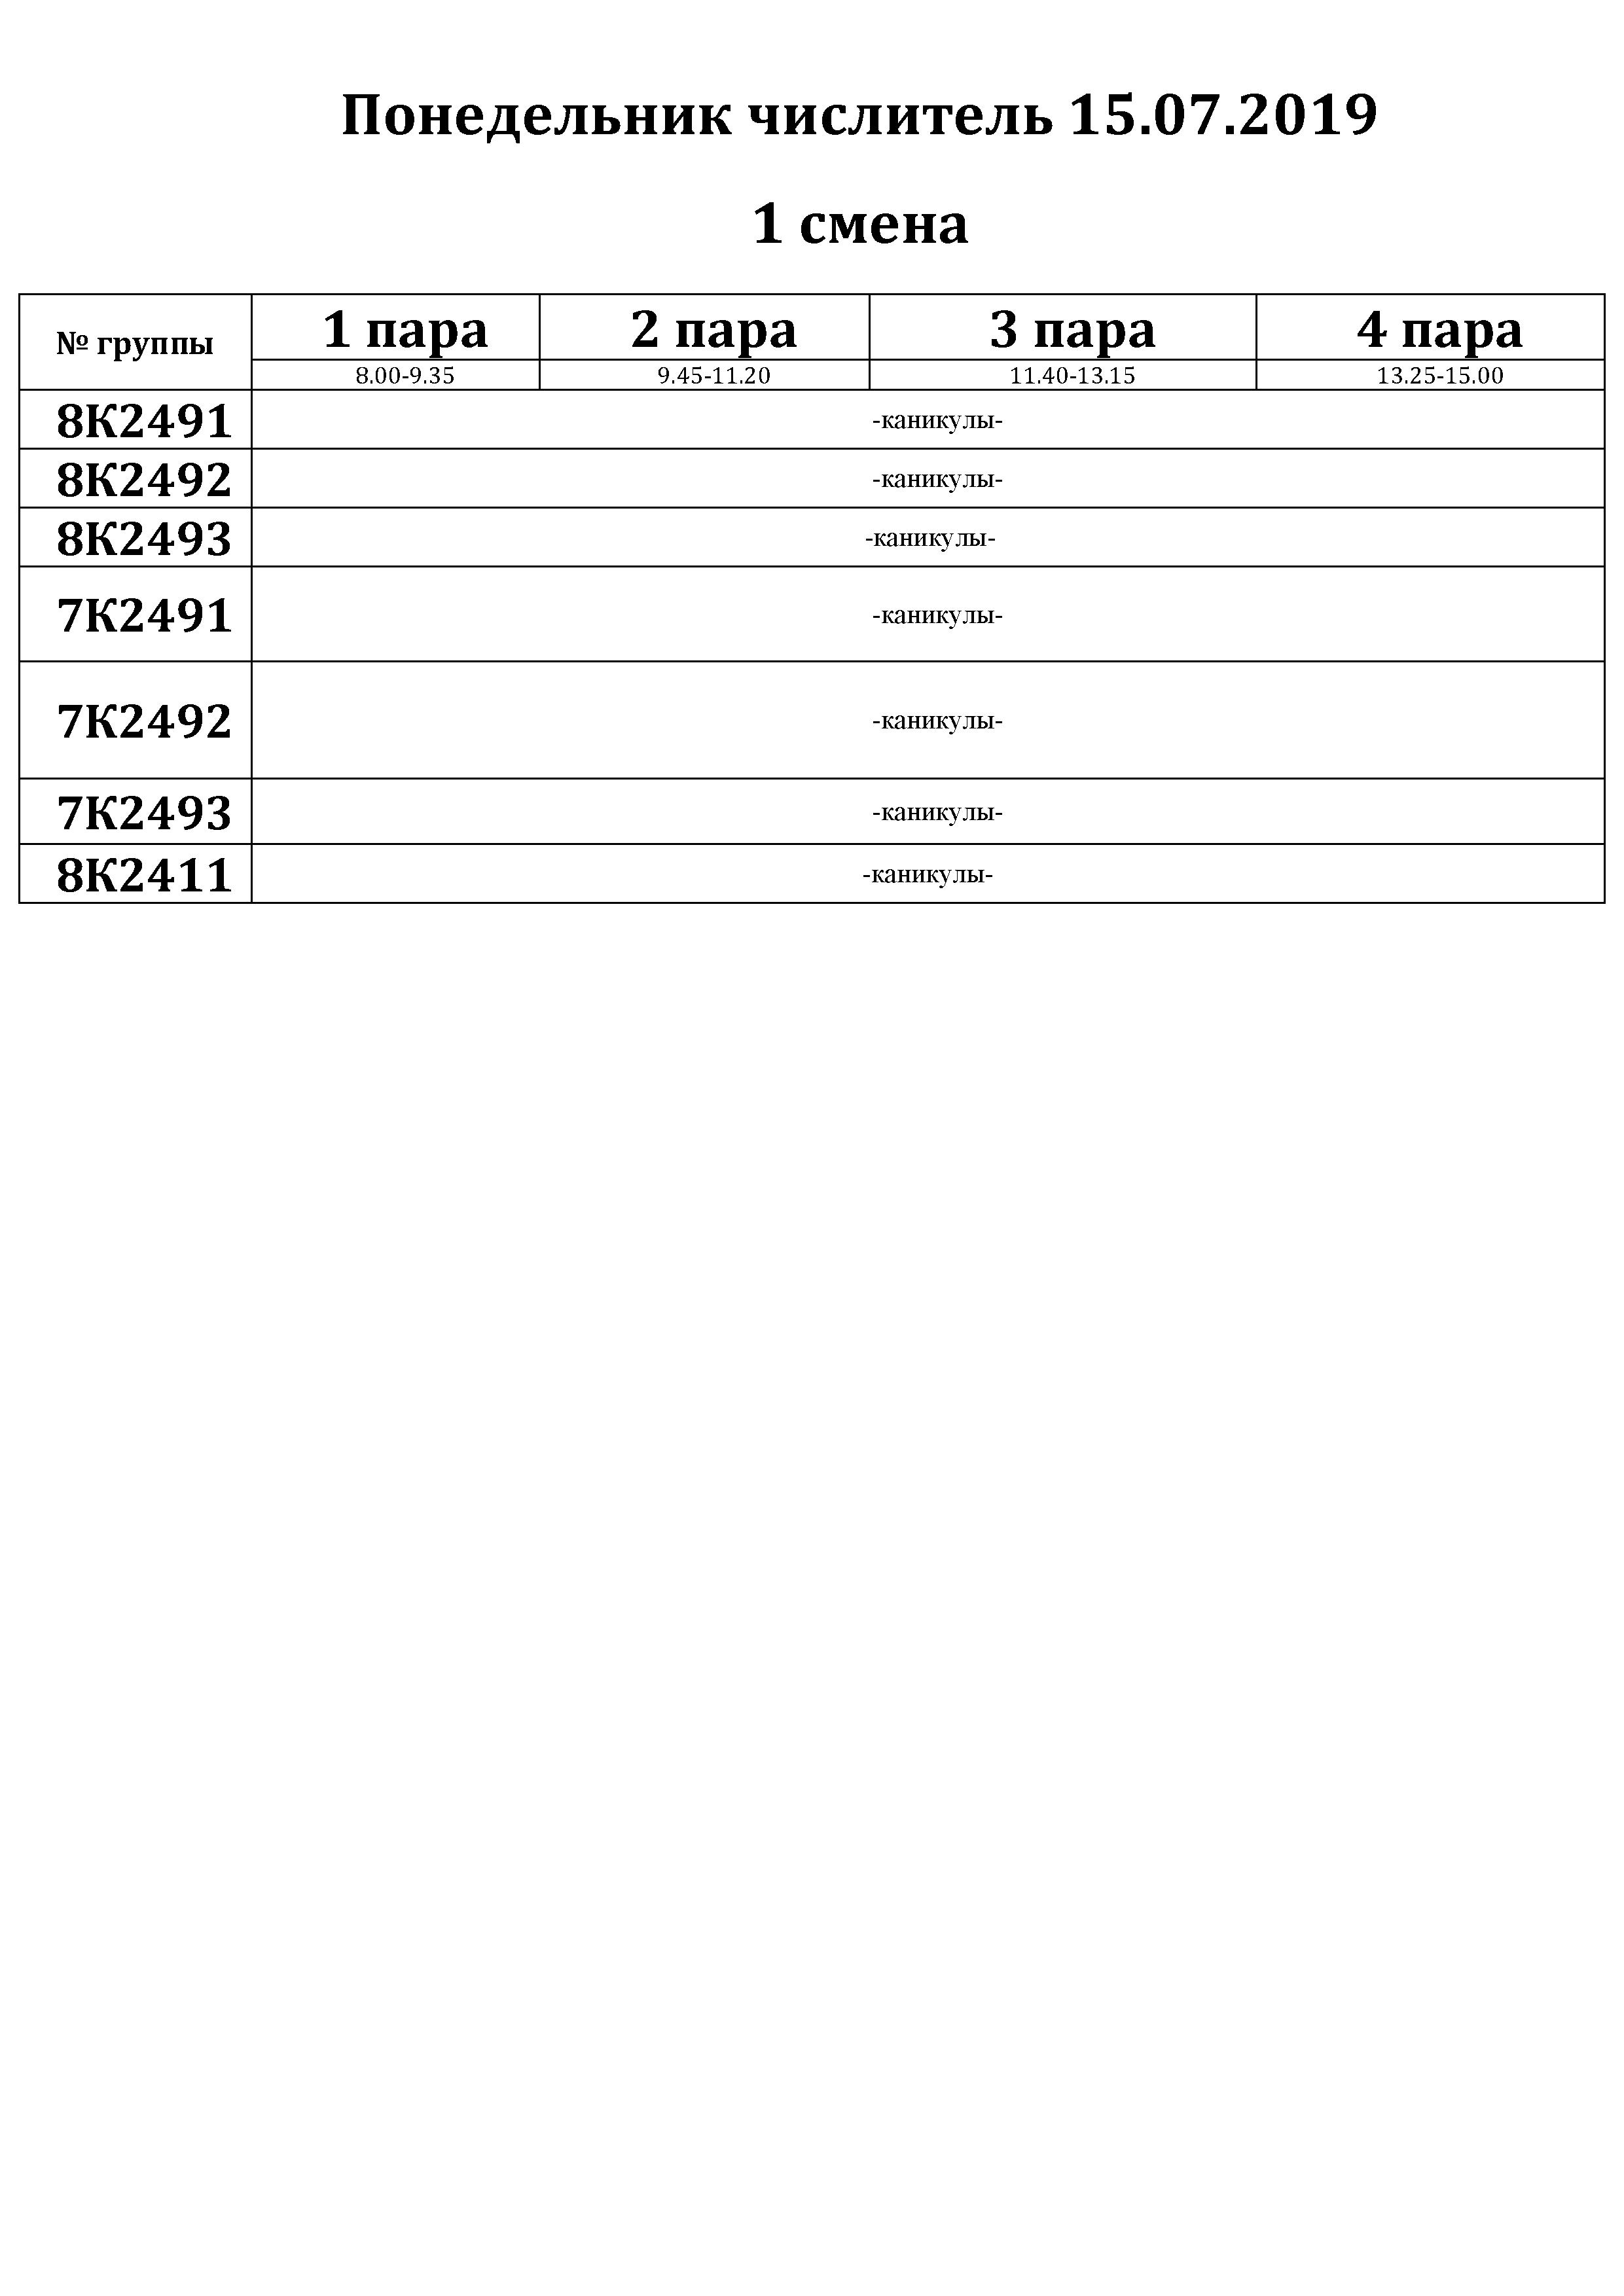 Понедельник числитель 15.07.2019
1 смена
№ группы 1 пара 2 пара 3 пара 4 пара
8.00-9.35 9.45-11.20 11.40-13.15 13.25-15.00
8К2491 -каникулы-
8К2492 -каникулы-
8К2493 -каникулы-
7К2491 -каникулы-
7К2492 -каникулы-
7К2493 -каникулы-
8К2411 -каникулы-